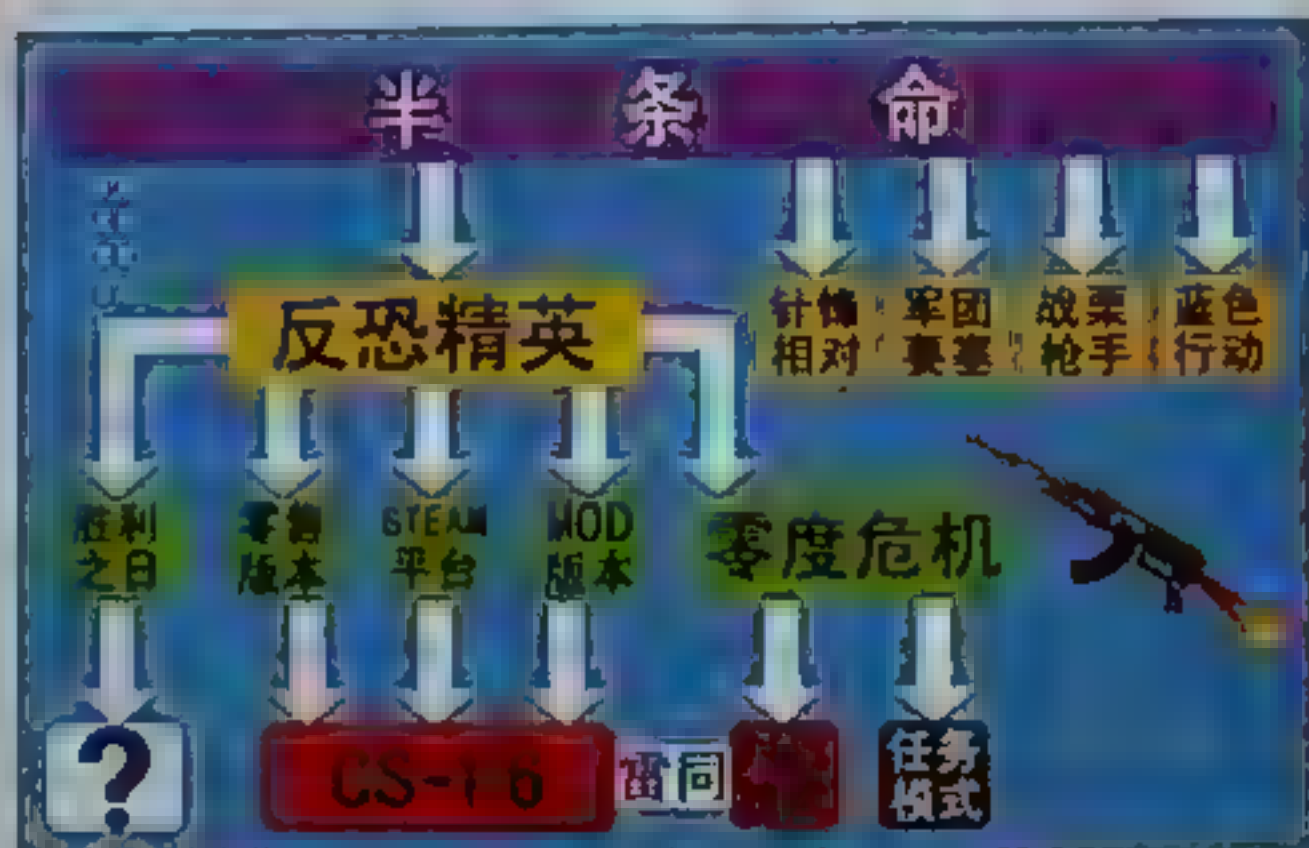 半条命
反恐精英
针锋
相对
军团
要塞
战栗
枪手
蓝色
行动
胜利
之日
零售
版本
STEAM
平台
MOD
版本
零度危机
?
CS-1.6
雷同
任务
模式